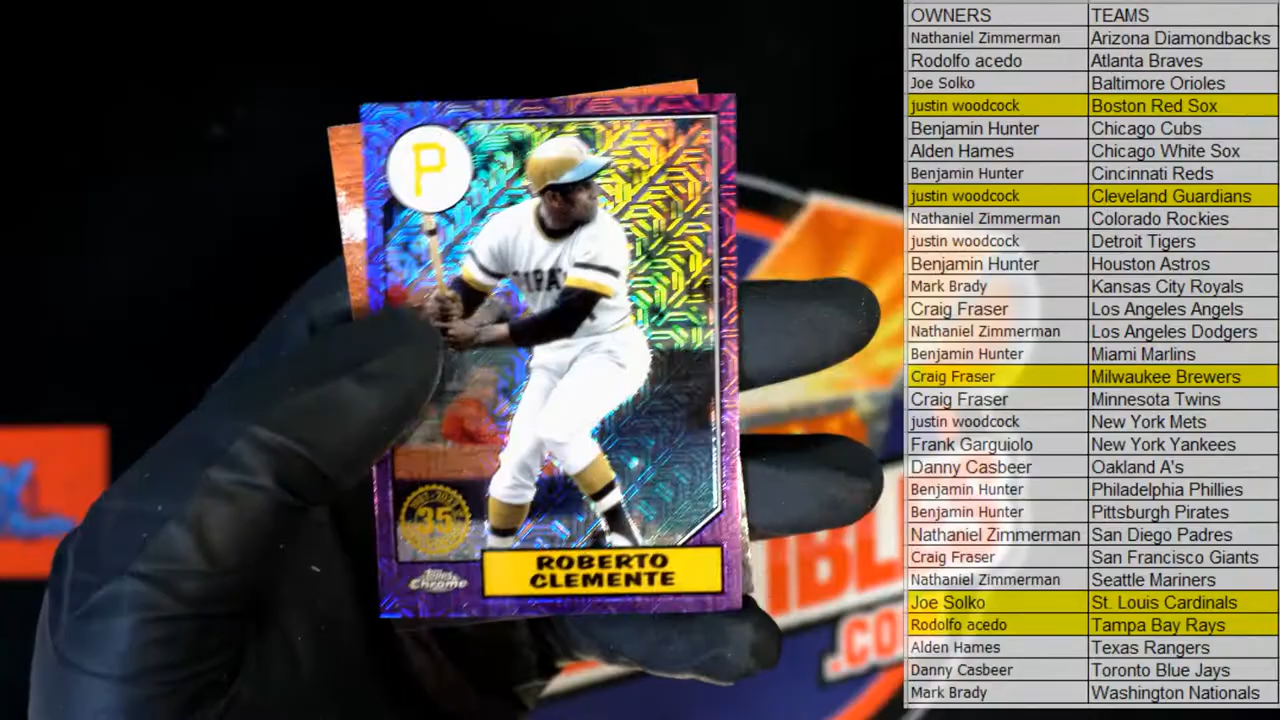 OWNERS TEAMS
Nathaniel Zimmerman Arizona Diamondbacks
Rodolfo acedo Atlanta Braves
Joe Solko Baltimore Orioles
justin woodcock Boston Red Sox
Benjamin Hunter Chicago Cubs
Alden Hames Chicago White Sox
Benjamin Hunter Cincinnati Reds
justin woodcock Cleveland Guardians
Nathaniel Zimmerman Colorado Rockies
justin woodcock Detroit Tigers
Benjamin Hunter Houston Astros
Mark Brady Kansas City Royals
Craig Fraser Los Angeles Angels
Nathaniel Zimmerman Los Angeles Dodgers
Benjamin Hunter Miami Marlins
Craig Fraser Milwaukee Brewers
Craig Fraser Minnesota Twins
justin woodcock New York Mets
Frank Garguiolo New York Yankees
Danny Casbeer Oakland A's
Benjamin Hunter Philadelphia Phillies
Benjamin Hunter Pittsburgh Pirates
Nathaniel Zimmerman San Diego Padres
Craig Fraser San Francisco Giants
Nathaniel Zimmerman Seattle Mariners
Joe Solko St. Louis Cardinals
Rodolfo acedo Tampa Bay Rays
Alden Hames Texas Rangers
Danny Casbeer Toronto Blue Jays
Mark Brady Washington Nationals
P
PIRA
35
Topps
Chrome
ROBERTO
CLEMENTE
IBL
.CO